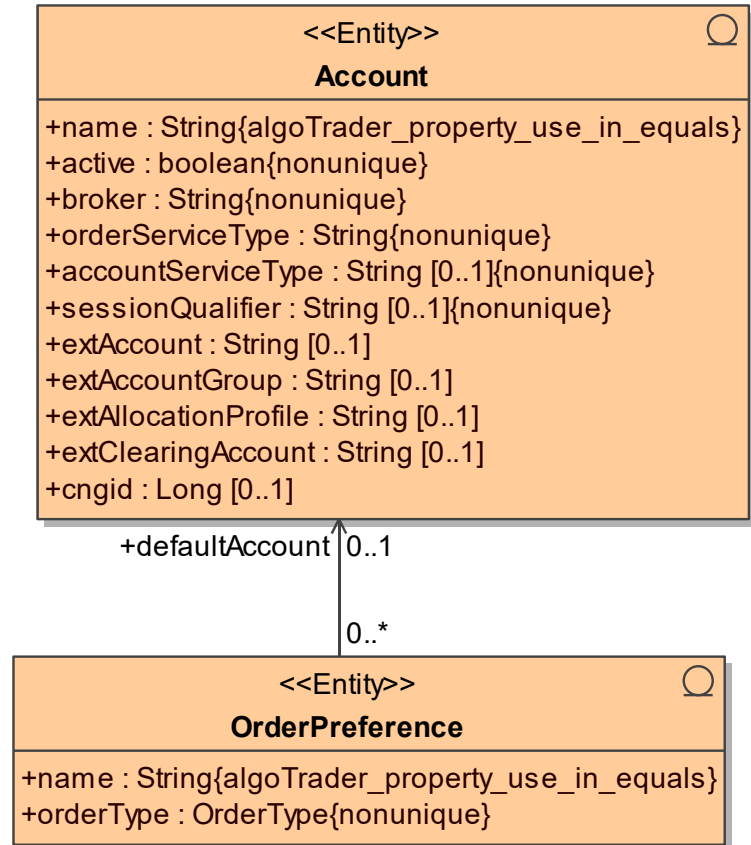 <<Entity>>
Account
+name : String{algoTrader_property_use_in_equals}
+active : boolean{nonunique}
+broker : String{nonunique}
+orderServiceType : String{nonunique}
+accountServiceType : String [0..1]{nonunique}
+sessionQualifier : String [0..1]{nonunique}
+extAccount : String [0..1]
+extAccountGroup : String [0..1]
+extAllocationProfile : String [0..1]
+extClearingAccount : String [0..1]
+cngid : Long [0..1]
+defaultAccount 0..1
0..*
<<Entity>>
OrderPreference
+name : String{algoTrader_property_use_in_equals}
+orderType : OrderType{nonunique}